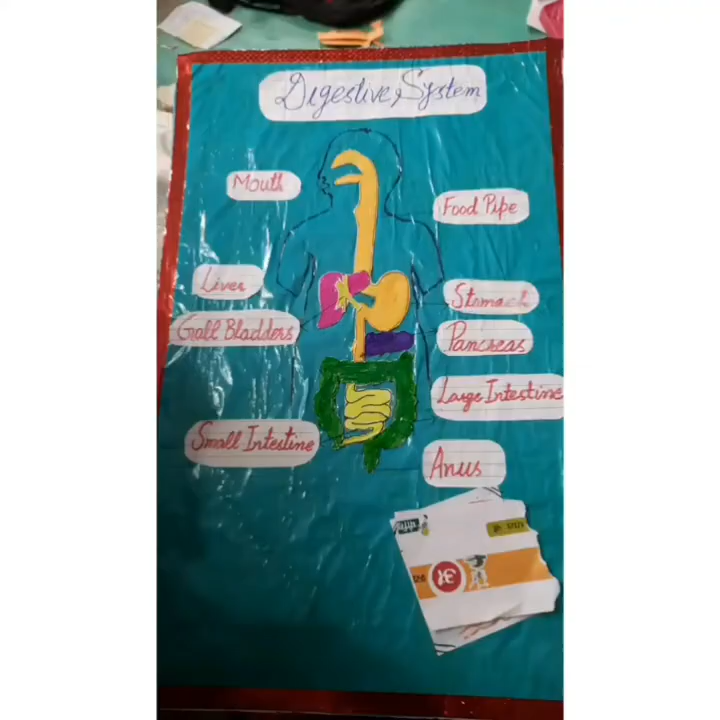 Digestive System
Mouth
Food Pipe
Liver
Stomach
Gall Bladders
Pancreas
Large Intestine
Small Intestine
Anus